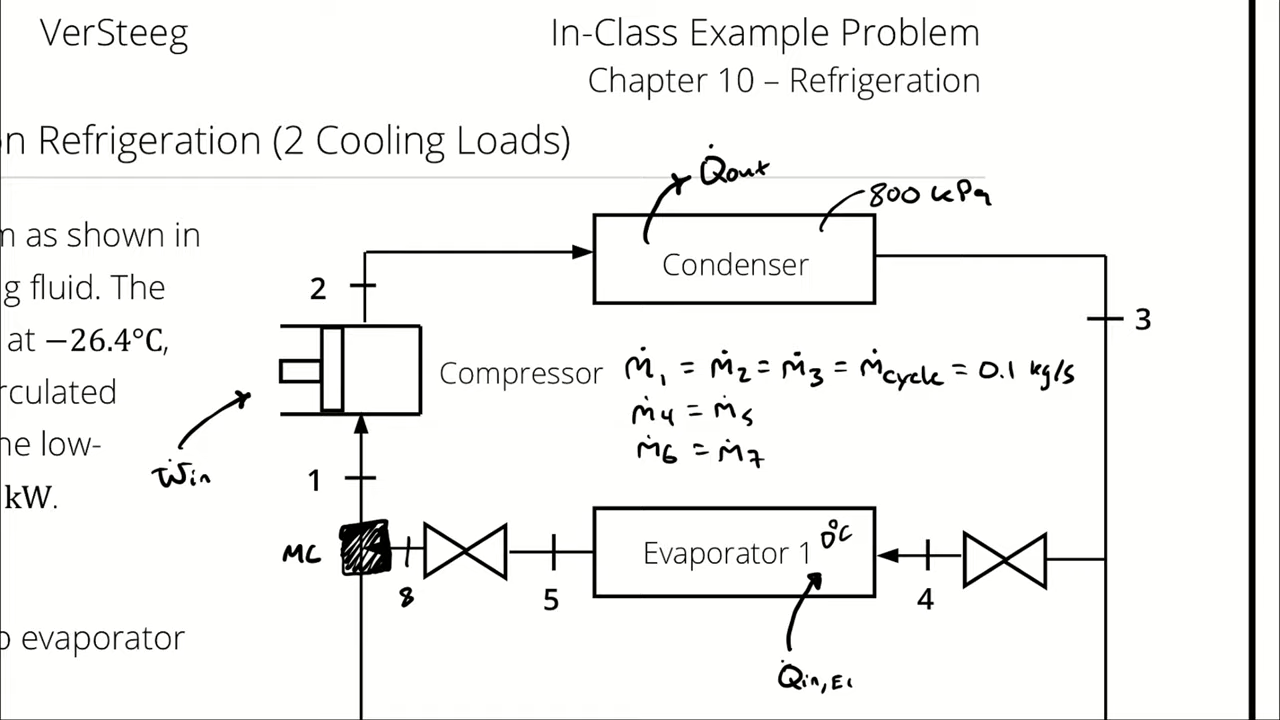 VerSteeg
In-Class Example Problem
Chapter 10 – Refrigeration
on Refrigeration (2 Cooling Loads)
Q̇out
800 kPa
m as shown in
g fluid. The
at −26.4°C,
rculated
he low-
kW.
Condenser
2
3
Compressor
ṁ₁ = ṁ₂ = ṁ₃ = ṁcycle = 0.1 kg/s
ṁ₄ = ṁ₅
ṁ₆ = ṁ₇
Ẇin
1
MC
8
5
Evaporator 1
0°C
4
o evaporator
Q̇in,E1